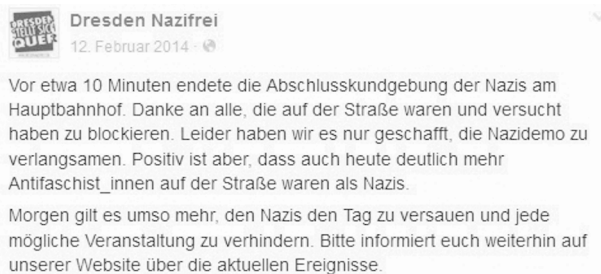 DRESDEN
STELLT SICH
QUER
Dresden Nazifrei
12. Februar 2014 ·
Vor etwa 10 Minuten endete die Abschlusskundgebung der Nazis am
Hauptbahnhof. Danke an alle, die auf der Straße waren und versucht
haben zu blockieren. Leider haben wir es nur geschafft, die Nazidemo zu
verlangsamen. Positiv ist aber, dass auch heute deutlich mehr
Antifaschist_innen auf der Straße waren als Nazis.
Morgen gilt es umso mehr, den Nazis den Tag zu versauen und jede
mögliche Veranstaltung zu verhindern. Bitte informiert euch weiterhin auf
unserer Website über die aktuellen Ereignisse.